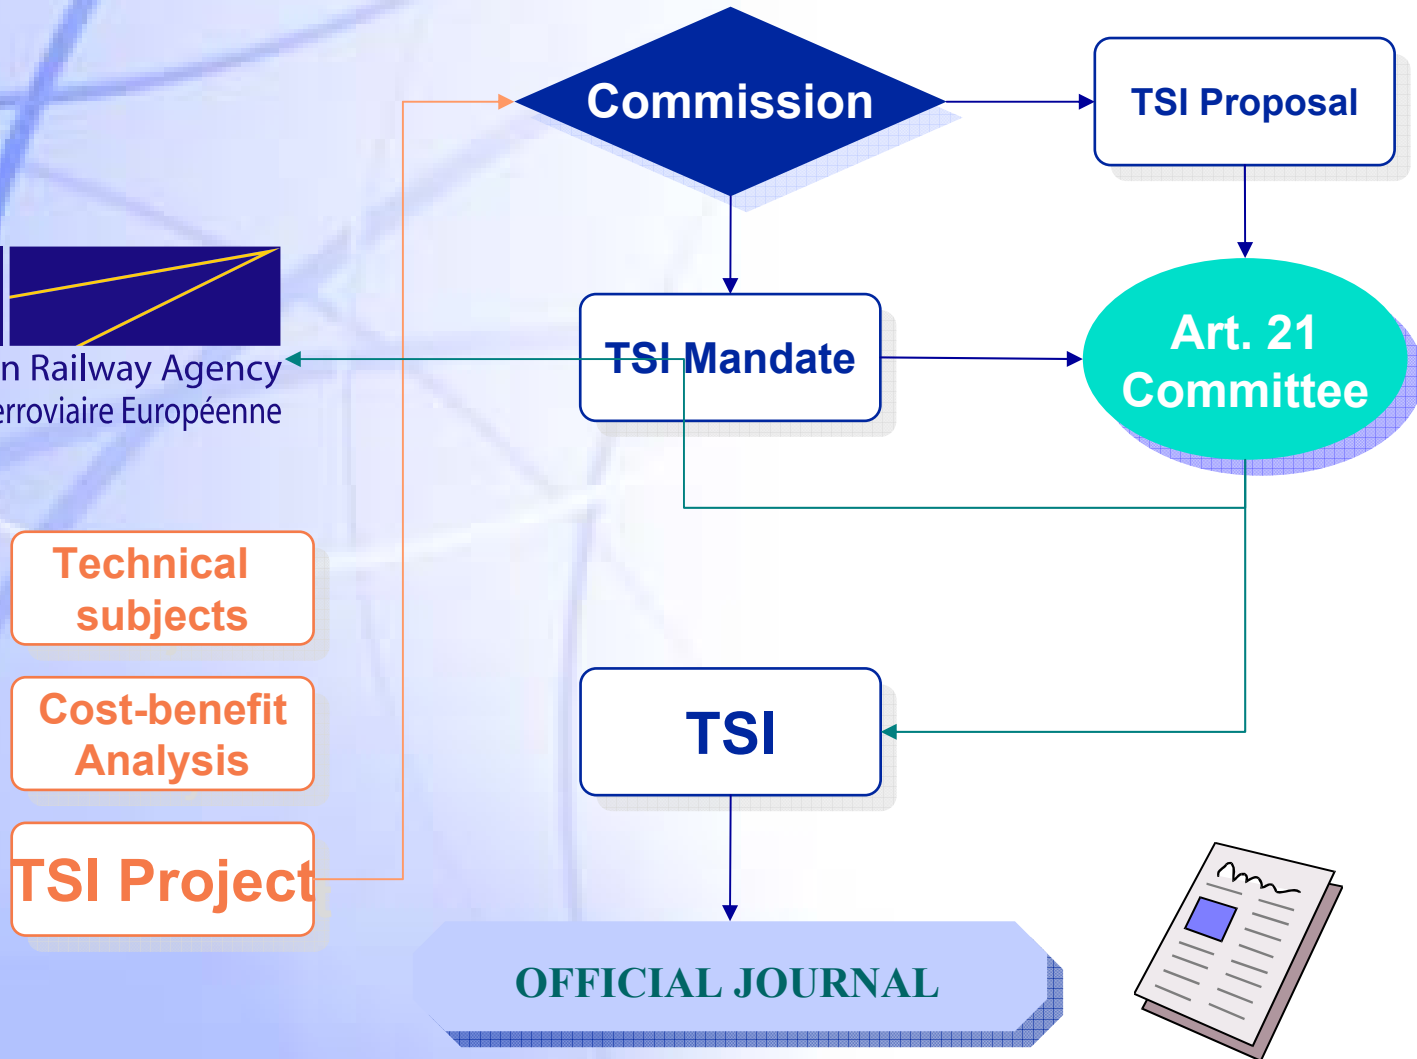 Commission
TSI Proposal
TSI Mandate
Art. 21
Committee
n Railway Agency
erroviaire Européenne
Technical
subjects
Cost-benefit
Analysis
TSI Project
TSI
OFFICIAL JOURNAL